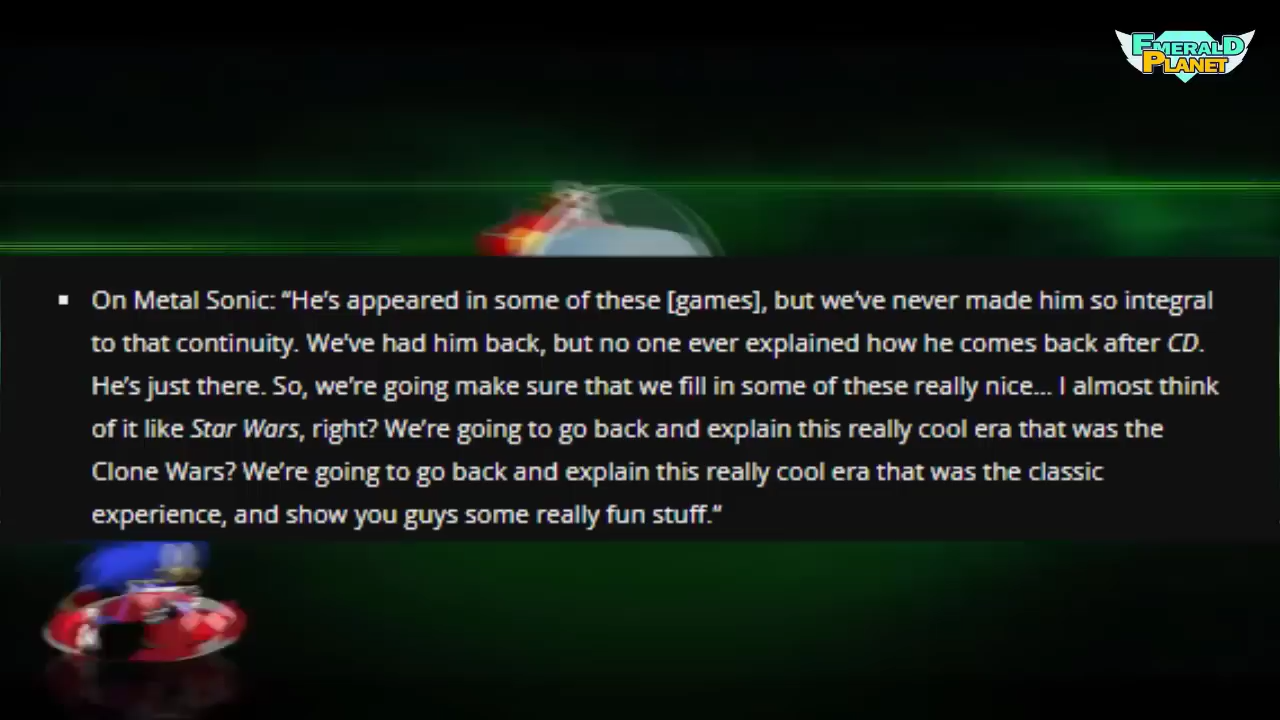 EMERALD
PLANET
▪ On Metal Sonic: “He’s appeared in some of these [games], but we’ve never made him so integral
to that continuity. We’ve had him back, but no one ever explained how he comes back after CD.
He’s just there. So, we’re going make sure that we fill in some of these really nice... I almost think
of it like Star Wars, right? We’re going to go back and explain this really cool era that was the
Clone Wars? We’re going to go back and explain this really cool era that was the classic
experience, and show you guys some really fun stuff.“